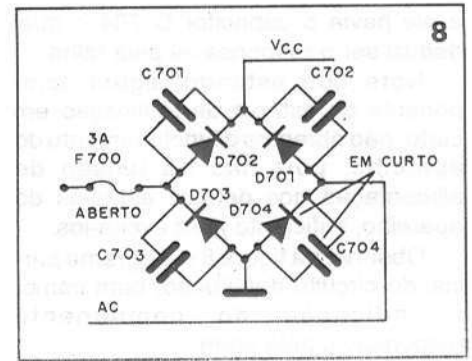 8
VCC
C701
C702
3A
F700
D702
D701
EM CURTO
ABERTO
D703
D704
C703
C704
AC